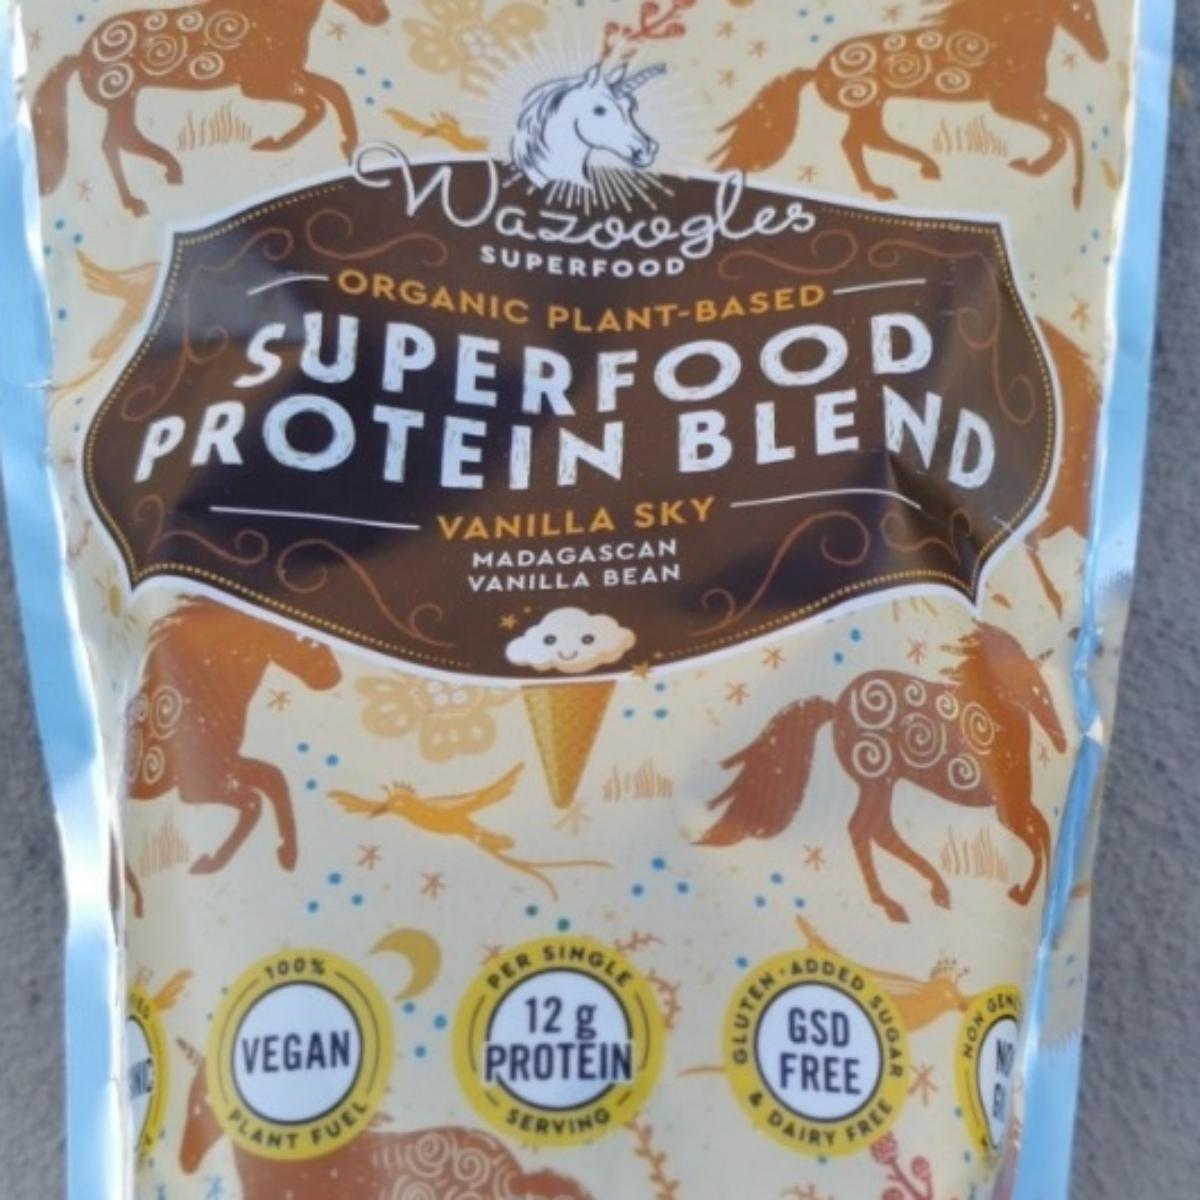 Wazoogles
SUPERFOOD
ORGANIC PLANT-BASED
SUPERFOOD
PROTEIN BLEND
VANILLA SKY
MADAGASCAN
VANILLA BEAN
100%
VEGAN
PLANT FUEL
PER SINGLE
12 g
PROTEIN
SERVING
GLUTEN-ADDED SUGAR
GSD
FREE
& DAIRY FREE
NON